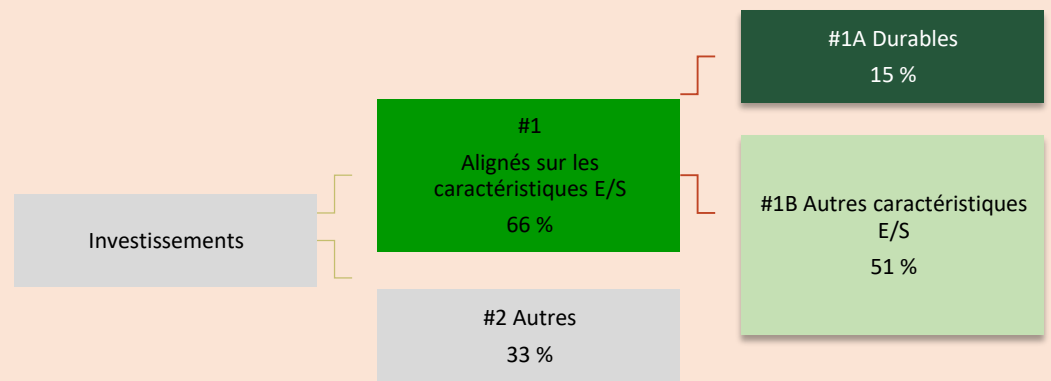 Investissements
#1
Alignés sur les
caractéristiques E/S
66 %
#2 Autres
33 %
#1A Durables
15 %
#1B Autres caractéristiques
E/S
51 %